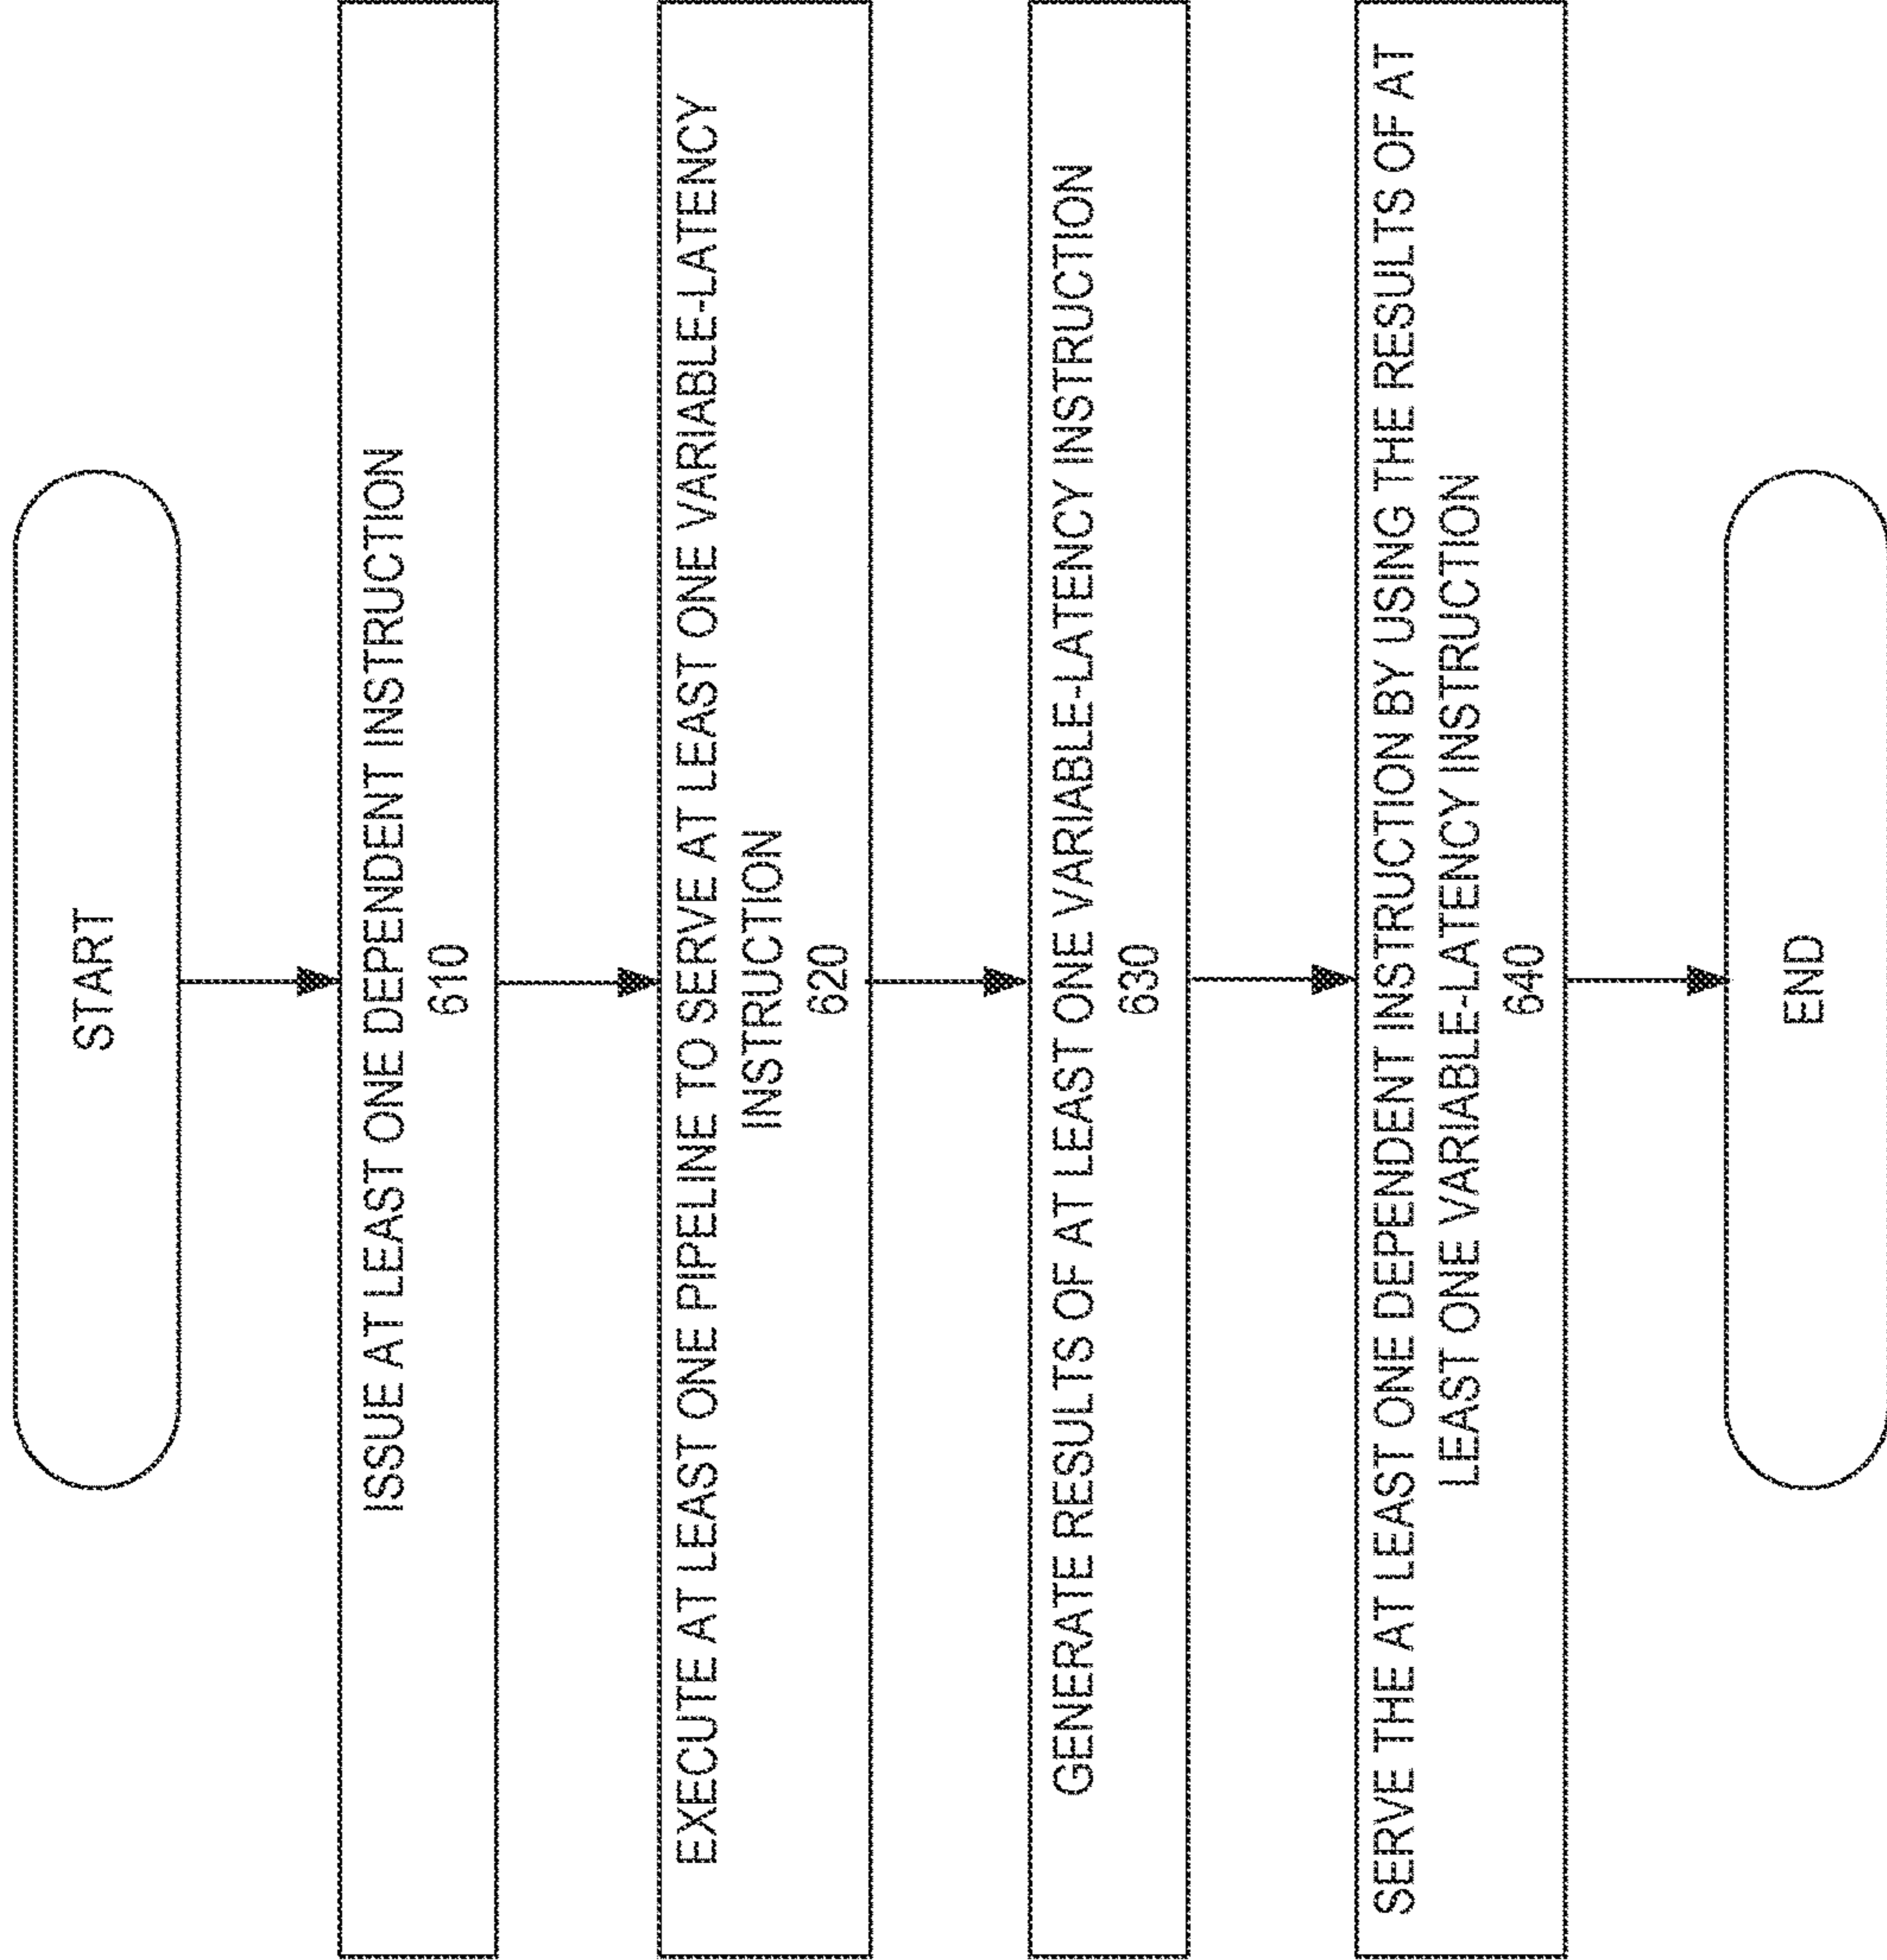 START
ISSUE AT LEAST ONE DEPENDENT INSTRUCTION
610
EXECUTE AT LEAST ONE PIPELINE TO SERVE AT LEAST ONE VARIABLE-LATENCY
INSTRUCTION
620
GENERATE RESULTS OF AT LEAST ONE VARIABLE-LATENCY INSTRUCTION
630
SERVE THE AT LEAST ONE DEPENDENT INSTRUCTION BY USING THE RESULTS OF AT
LEAST ONE VARIABLE-LATENCY INSTRUCTION
640
END